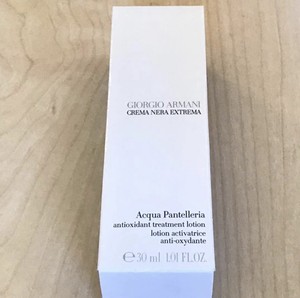 GIORGIO ARMANI
CREMA NERA EXTREMA
Acqua Pantelleria
antioxidant treatment lotion
lotion activatrice
anti-oxydante
℮ 30 ml 1.01 FL.OZ.